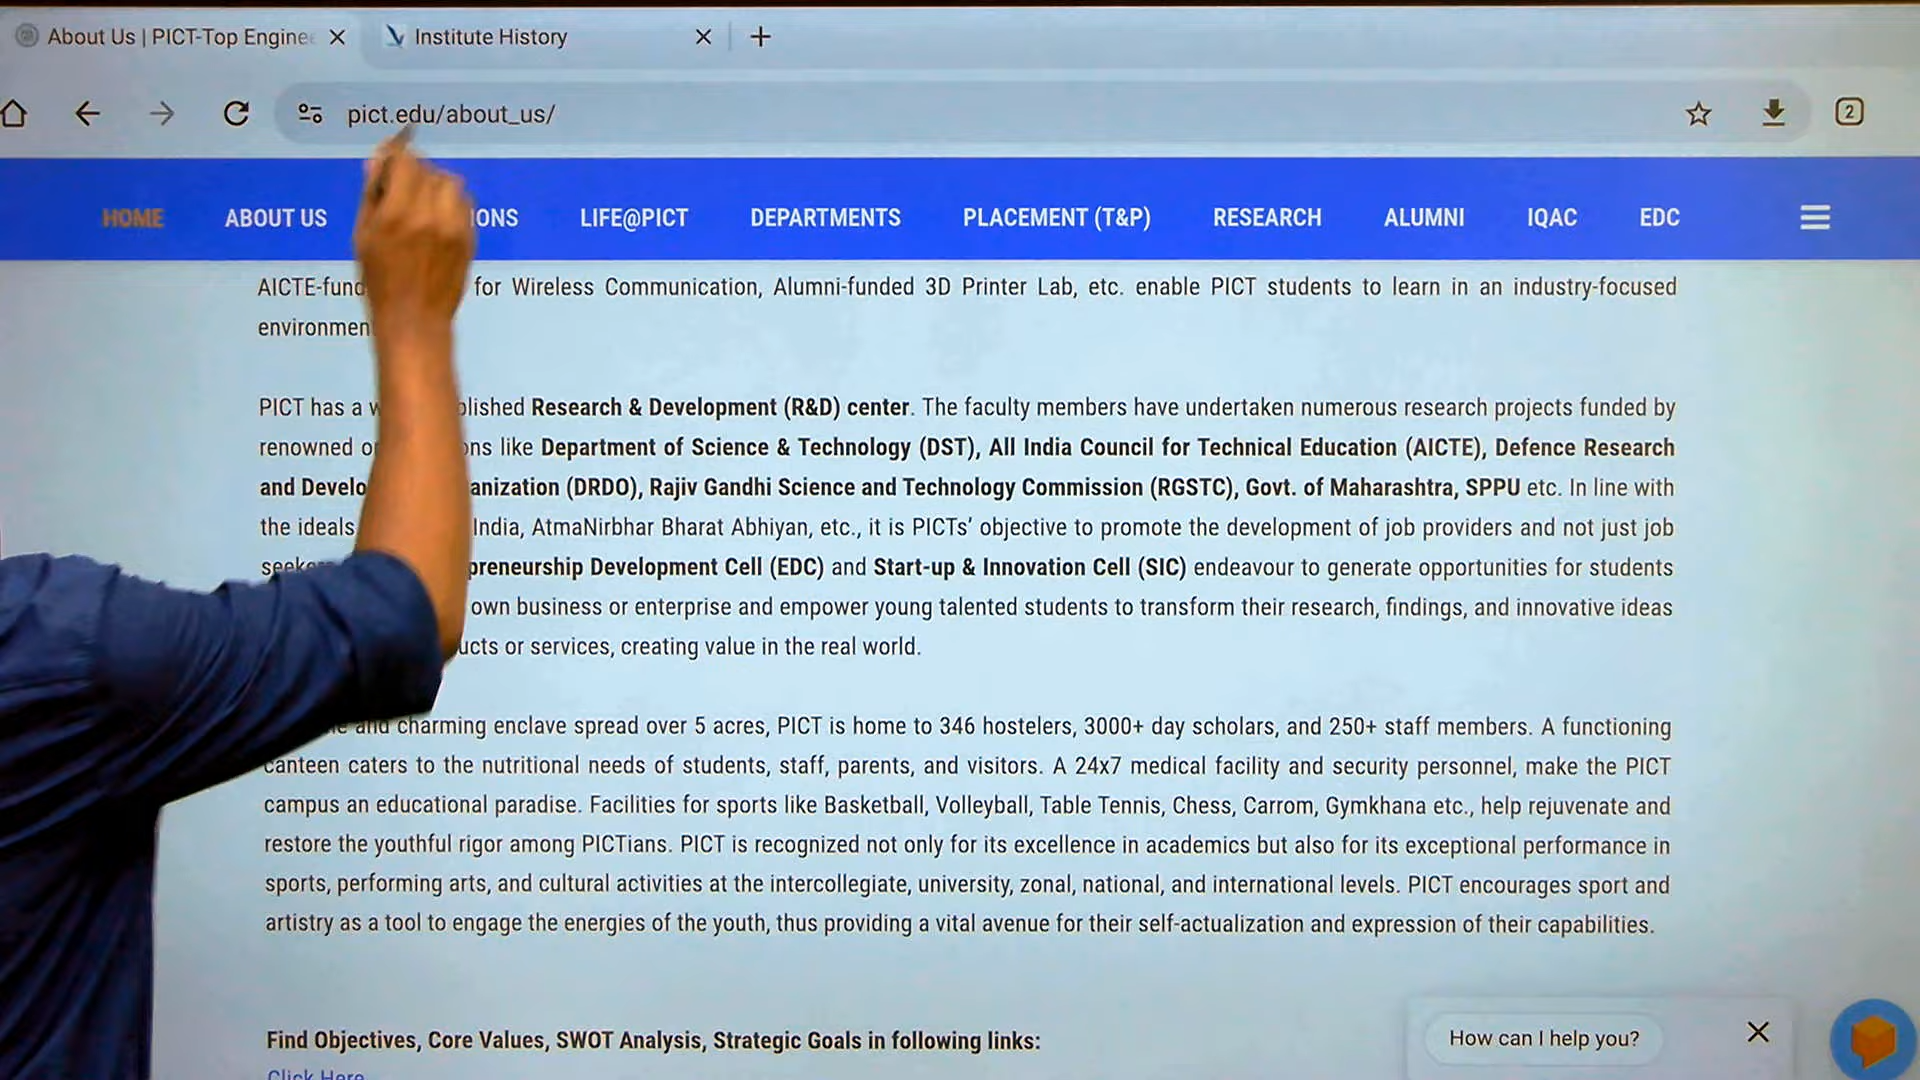 About Us | PICT-Top Engine
Institute History
pict.edu/about_us/
2
HOME ABOUT US IONS LIFE@PICT DEPARTMENTS PLACEMENT (T&P) RESEARCH ALUMNI IQAC EDC
AICTE-fund for Wireless Communication, Alumni-funded 3D Printer Lab, etc. enable PICT students to learn in an industry-focused
environmen
PICT has a w blished Research & Development (R&D) center. The faculty members have undertaken numerous research projects funded by
renowned o ons like Department of Science & Technology (DST), All India Council for Technical Education (AICTE), Defence Research
and Develo anization (DRDO), Rajiv Gandhi Science and Technology Commission (RGSTC), Govt. of Maharashtra, SPPU etc. In line with
the ideals India, AtmaNirbhar Bharat Abhiyan, etc., it is PICTs’ objective to promote the development of job providers and not just job
seeke preneurship Development Cell (EDC) and Start-up & Innovation Cell (SIC) endeavour to generate opportunities for students
own business or enterprise and empower young talented students to transform their research, findings, and innovative ideas
ucts or services, creating value in the real world.
and charming enclave spread over 5 acres, PICT is home to 346 hostelers, 3000+ day scholars, and 250+ staff members. A functioning
canteen caters to the nutritional needs of students, staff, parents, and visitors. A 24x7 medical facility and security personnel, make the PICT
campus an educational paradise. Facilities for sports like Basketball, Volleyball, Table Tennis, Chess, Carrom, Gymkhana etc., help rejuvenate and
restore the youthful rigor among PICTians. PICT is recognized not only for its excellence in academics but also for its exceptional performance in
sports, performing arts, and cultural activities at the intercollegiate, university, zonal, national, and international levels. PICT encourages sport and
artistry as a tool to engage the energies of the youth, thus providing a vital avenue for their self-actualization and expression of their capabilities.
Find Objectives, Core Values, SWOT Analysis, Strategic Goals in following links:
Click Here
How can I help you?